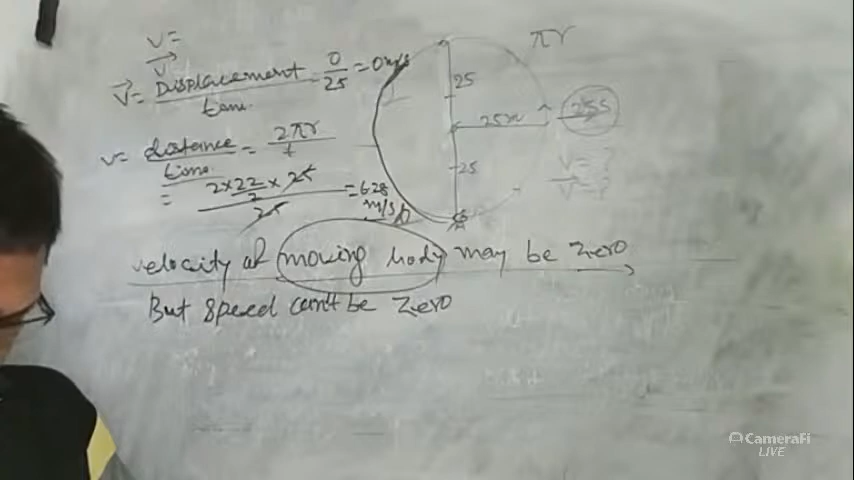 V=
V
V = Displacement / time = 0/25 = 0 m/s
πr
25
25m
25S
25
V = distance / time = 2πr / t
= 2×22/7 × 25 / 25 = 6.28 m/s
V = ?
V = ?
A
velocity of moving body may be zero
But speed can't be zero
CameraFi
LIVE